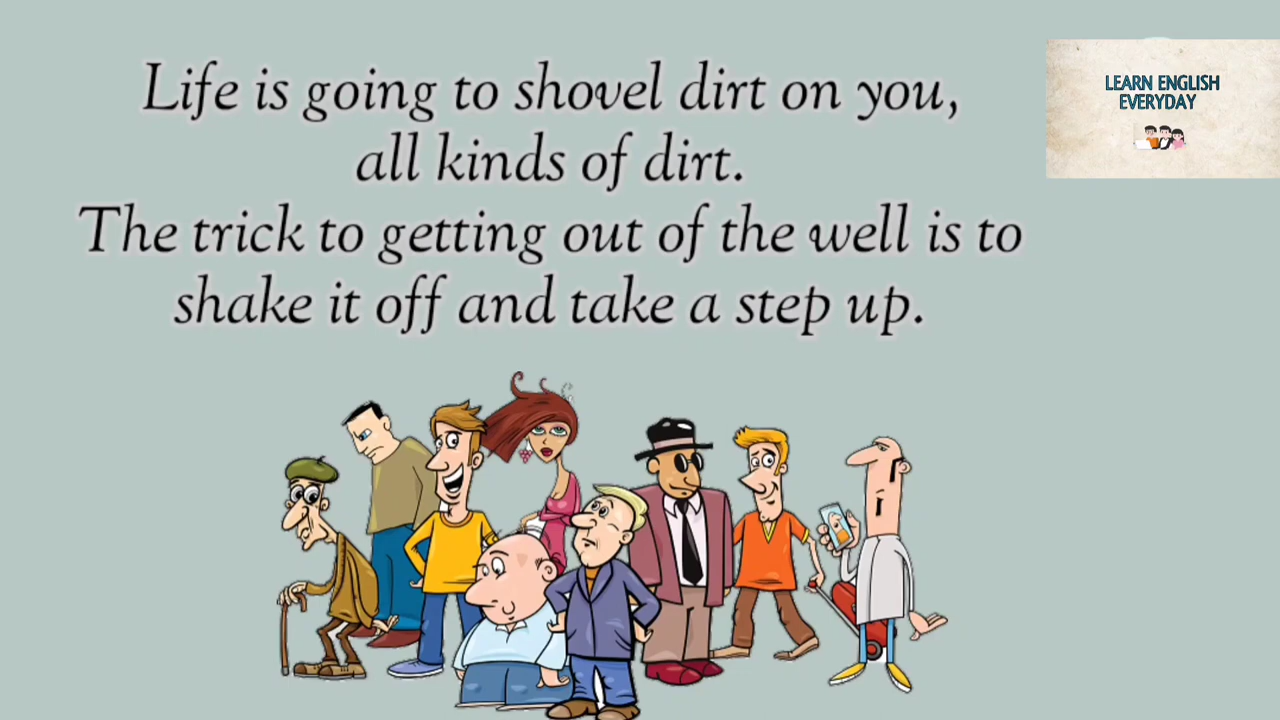 Life is going to shovel dirt on you,
all kinds of dirt.
The trick to getting out of the well is to
shake it off and take a step up.
LEARN ENGLISH
EVERYDAY